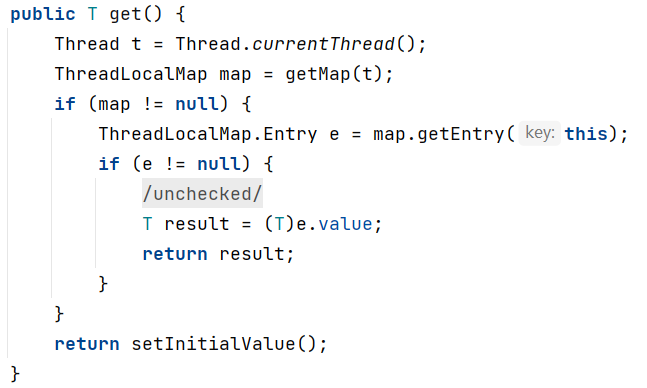 public T get() {
    Thread t = Thread.currentThread();
    ThreadLocalMap map = getMap(t);
    if (map != null) {
        ThreadLocalMap.Entry e = map.getEntry( key: this);
        if (e != null) {
            /unchecked/
            T result = (T)e.value;
            return result;
        }
    }
    return setInitialValue();
}